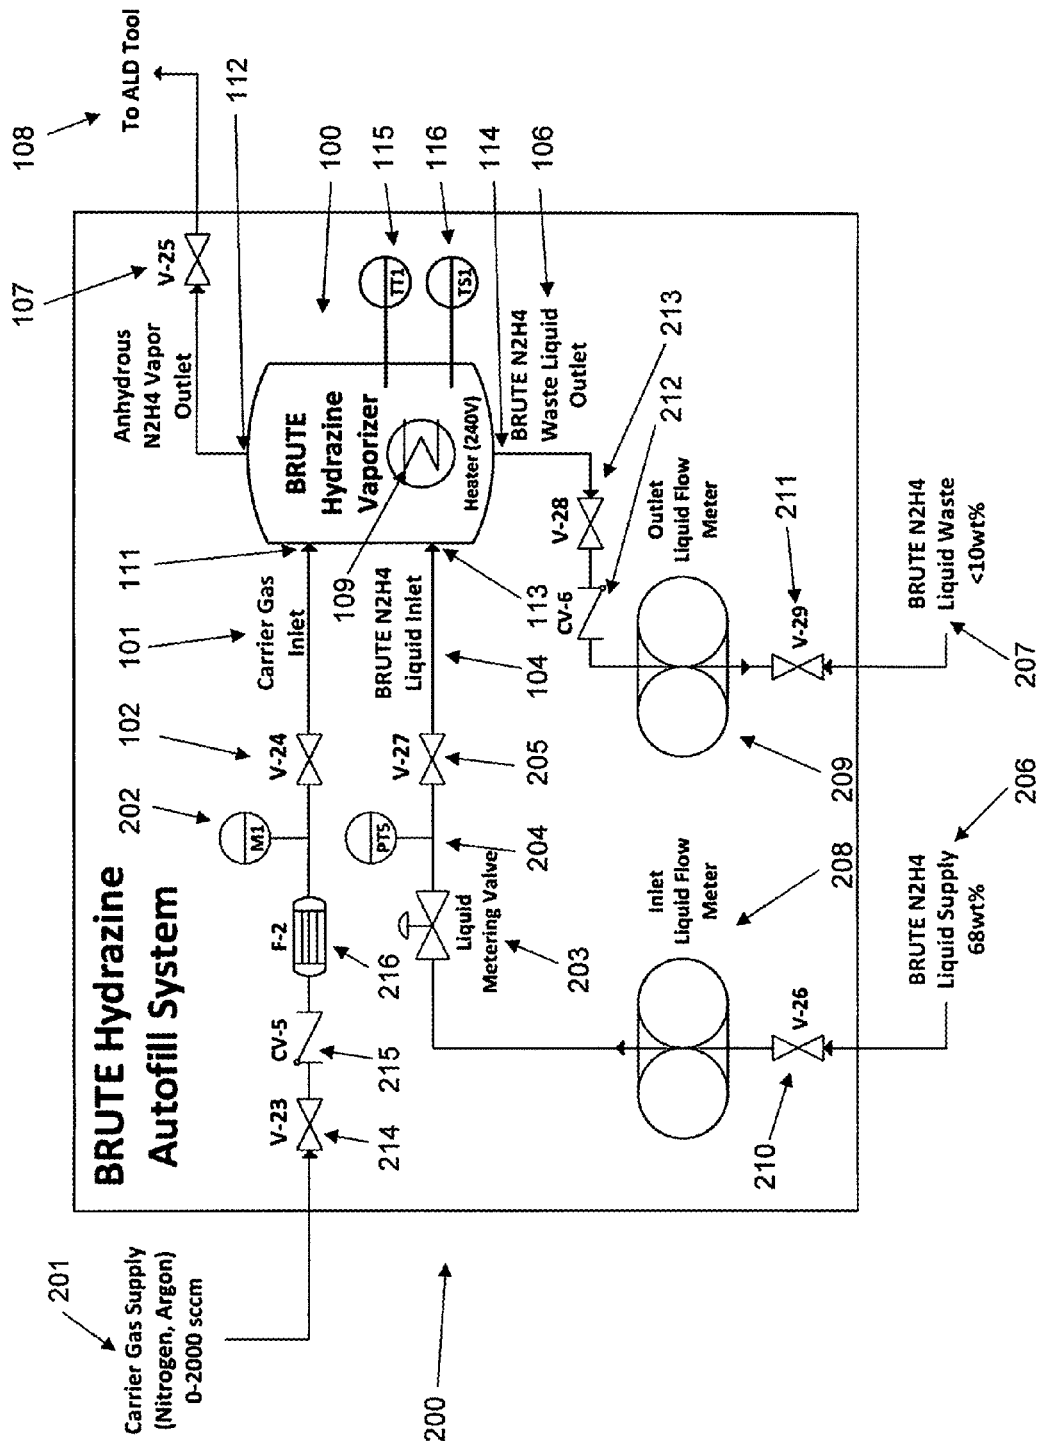 BRUTE Hydrazine
Autofill System
201
Carrier Gas Supply
(Nitrogen, Argon)
0-2000 sccm
200
V-23
214
CV-5
215
F-2
216
202
M1
102
V-24
101
Carrier Gas
Inlet
111
PT5
204
V-27
205
BRUTE N2H4
Liquid Inlet
104
113
Liquid
Metering Valve
203
BRUTE
Hydrazine
Vaporizer
109
Heater (240V)
Anhydrous
N2H4 Vapor
Outlet
107
V-25
108
To ALD Tool
112
100
TT1
115
TS1
116
114
BRUTE N2H4
Waste Liquid
Outlet
106
V-28
213
CV-6
212
Outlet
Liquid Flow
Meter
209
V-29
211
BRUTE N2H4
Liquid Waste
<10wt%
207
Inlet
Liquid Flow
Meter
208
V-26
210
BRUTE N2H4
Liquid Supply
68wt%
206